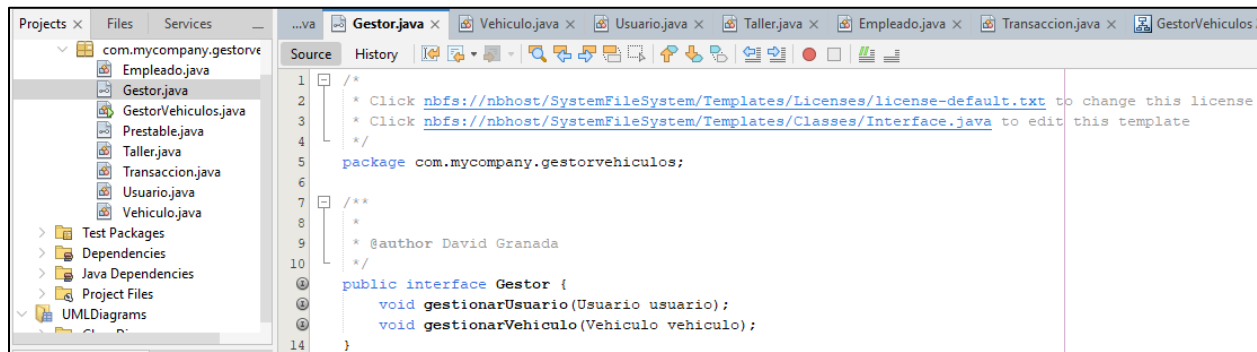 Projects × Files Services
...va Gestor.java × Vehiculo.java × Usuario.java × Taller.java × Empleado.java × Transaccion.java × GestorVehiculos
Source History
com.mycompany.gestorve
Empleado.java
Gestor.java
GestorVehiculos.java
Prestable.java
Taller.java
Transaccion.java
Usuario.java
Vehiculo.java
Test Packages
Dependencies
Java Dependencies
Project Files
UMLDiagrams
1 /*
2 * Click nbfs://nbhost/SystemFileSystem/Templates/Licenses/license-default.txt to change this license
3 * Click nbfs://nbhost/SystemFileSystem/Templates/Classes/Interface.java to edit this template
4 */
5 package com.mycompany.gestorvehiculos;
6
7 /**
8 *
9 * @author David Granada
10 */
public interface Gestor {
void gestionarUsuario(Usuario usuario);
void gestionarVehiculo(Vehiculo vehiculo);
14 }